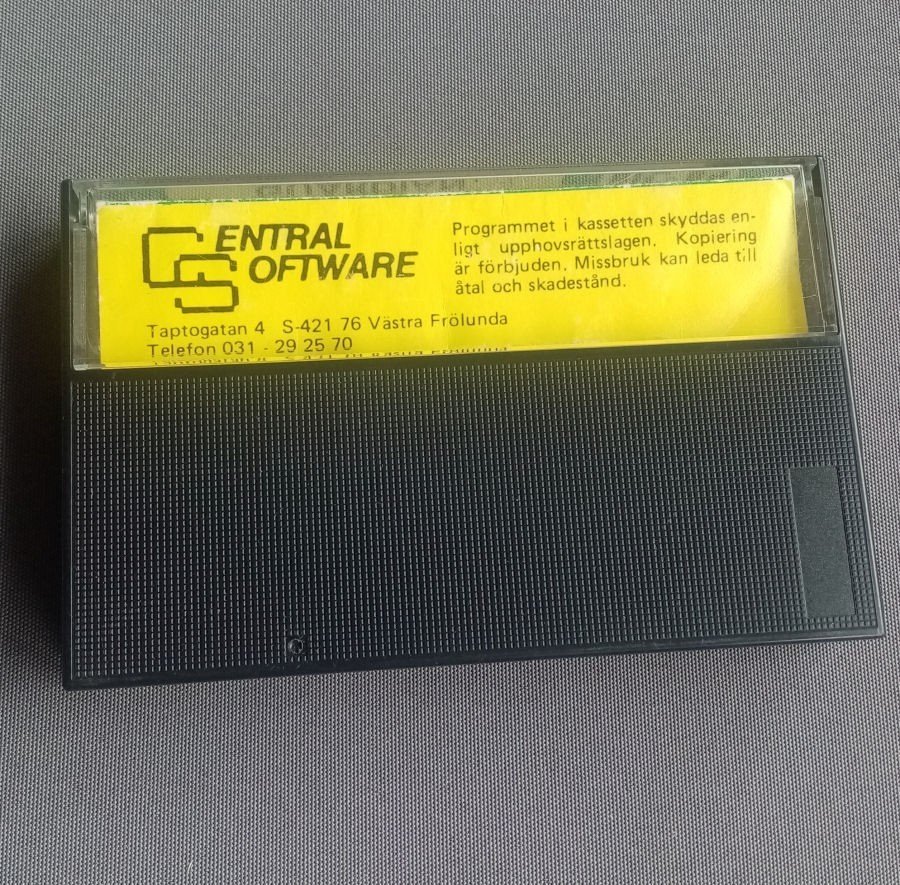 CENTRAL
SOFTWARE
Taptogatan 4 S-421 76 Västra Frölunda
Telefon 031 - 29 25 70
Programmet i kassetten skyddas en-
ligt upphovsrättslagen. Kopiering
är förbjuden. Missbruk kan leda till
åtal och skadestånd.